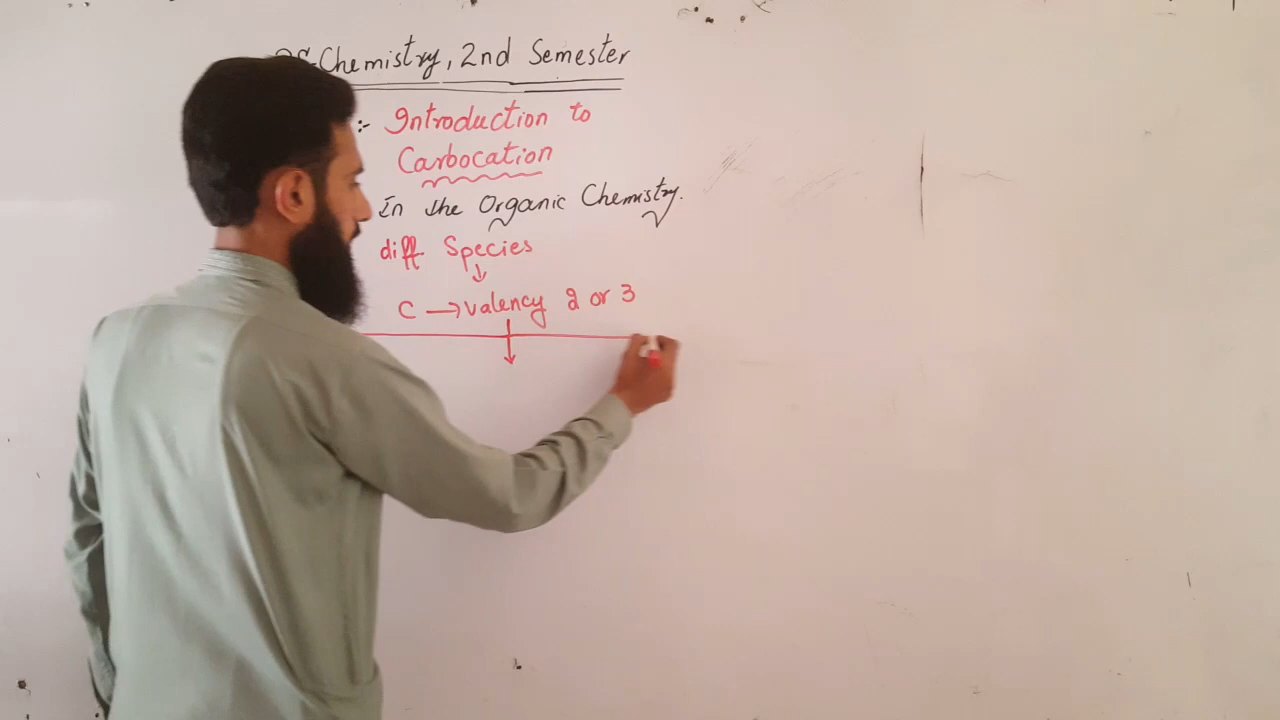 Chemistry, 2nd Semester
:- Introduction to
Carbocation
In the Organic Chemistry.
diff Species
C → valency 2 or 3